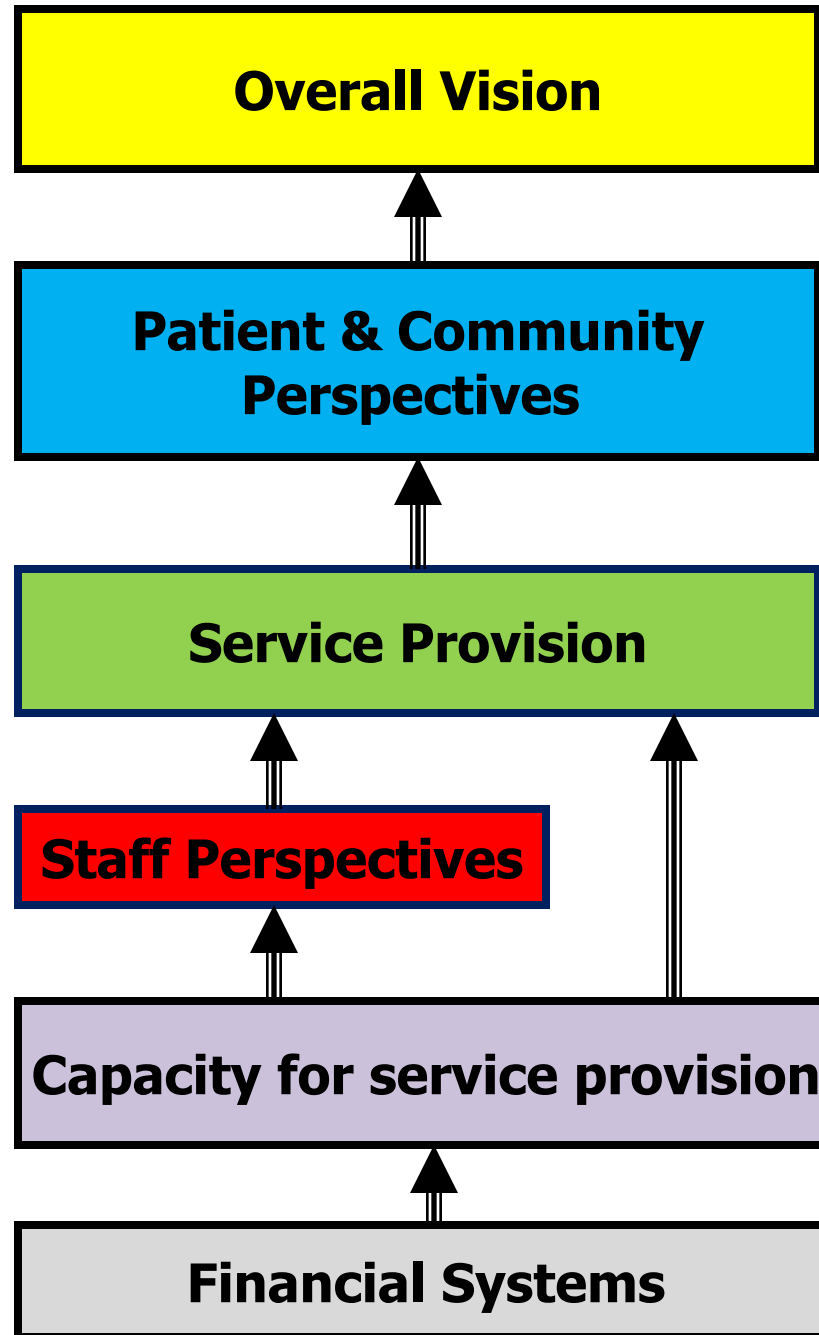 Overall Vision
Patient & Community
Perspectives
Service Provision
Staff Perspectives
Capacity for service provision
Financial Systems